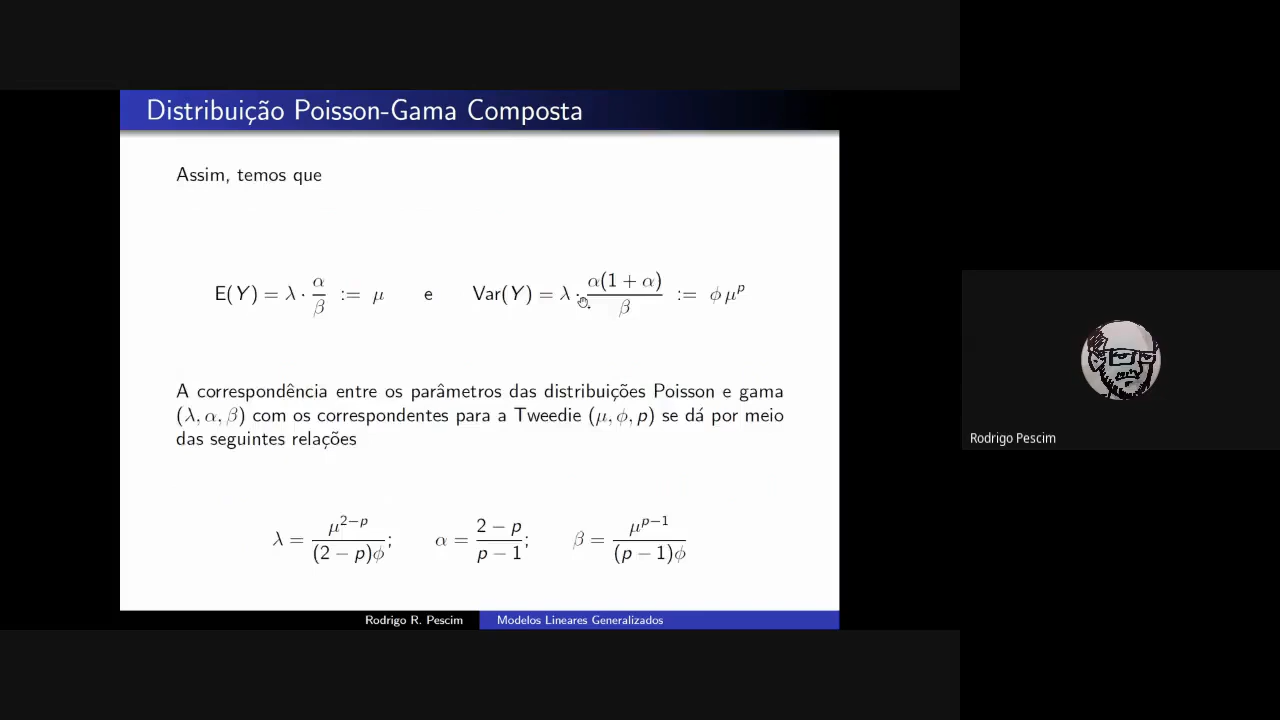 Distribuição Poisson-Gama Composta
Assim, temos que
E(Y) = λ · α/β := μ e Var(Y) = λ · α(1 + α)/β := φ μ^p
A correspondência entre os parâmetros das distribuições Poisson e gama
(λ, α, β) com os correspondentes para a Tweedie (μ, φ, p) se dá por meio
das seguintes relações
λ = μ^{2−p}/(2 − p)φ; α = 2 − p/p − 1; β = μ^{p−1}/(p − 1)φ
Rodrigo R. Pescim Modelos Lineares Generalizados
Rodrigo Pescim